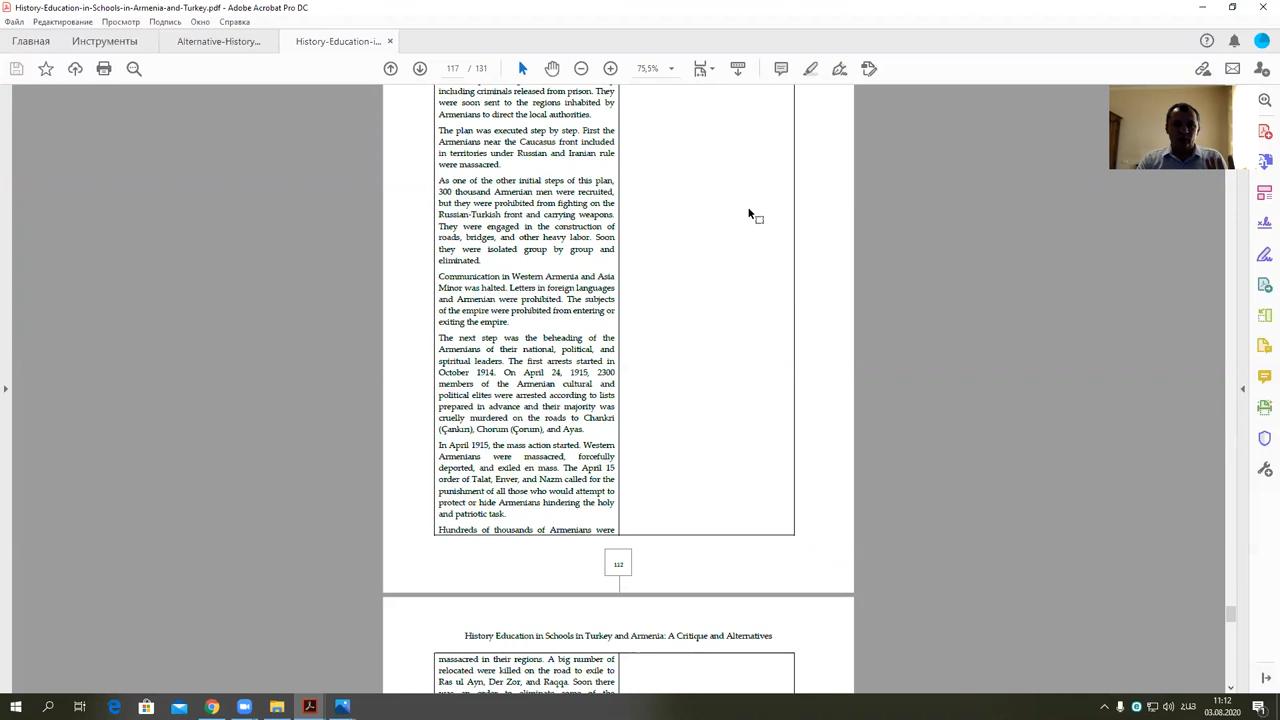 History-Education-in-Schools-in-Armenia-and-Turkey.pdf - Adobe Acrobat Pro DC
Файл Редактирование Просмотр Подпись Окно Справка
Главная Инструменты Alternative-History... History-Education-i...
117 / 131 75,5%
including criminals released from prison. They
were soon sent to the regions inhabited by
Armenians to direct the local authorities.
The plan was executed step by step. First the
Armenians near the Caucasus front included
in territories under Russian and Iranian rule
were massacred.
As one of the other initial steps of this plan,
300 thousand Armenian men were recruited,
but they were prohibited from fighting on the
Russian-Turkish front and carrying weapons.
They were engaged in the construction of
roads, bridges, and other heavy labor. Soon
they were isolated group by group and
eliminated.
Communication in Western Armenia and Asia
Minor was halted. Letters in foreign languages
and Armenian were prohibited. The subjects
of the empire were prohibited from entering or
exiting the empire.
The next step was the beheading of the
Armenians of their national, political, and
spiritual leaders. The first arrests started in
October 1914. On April 24, 1915, 2300
members of the Armenian cultural and
political elites were arrested according to lists
prepared in advance and their majority was
cruelly murdered on the roads to Chankri
(Çankırı), Chorum (Çorum), and Ayas.
In April 1915, the mass action started. Western
Armenians were massacred, forcefully
deported, and exiled en mass. The April 15
order of Talat, Enver, and Nazm called for the
punishment of all those who would attempt to
protect or hide Armenians hindering the holy
and patriotic task.
Hundreds of thousands of Armenians were
112
History Education in Schools in Turkey and Armenia: A Critique and Alternatives
massacred in their regions. A big number of
relocated were killed on the road to exile to
Ras ul Ayn, Der Zor, and Raqqa. Soon there
11:12
03.08.2020